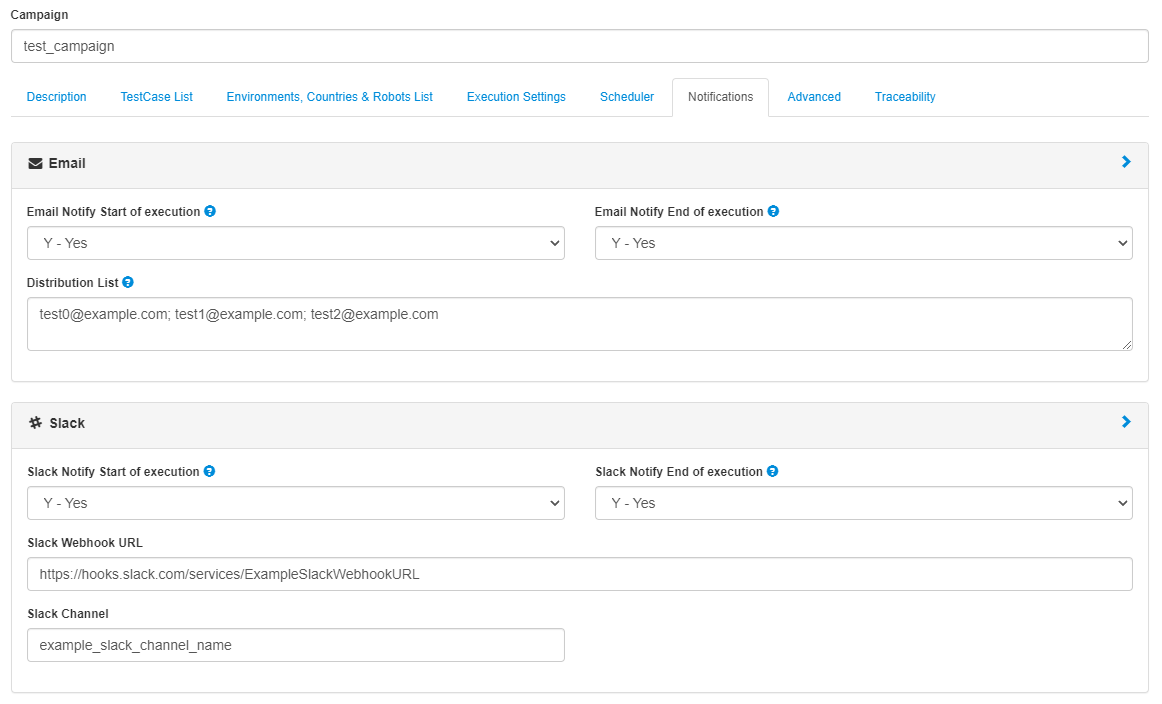 Campaign
test_campaign
Description TestCase List Environments, Countries & Robots List Execution Settings Scheduler Notifications Advanced Traceability
Email
Email Notify Start of execution ? Email Notify End of execution ?
Y - Yes Y - Yes
Distribution List ?
test0@example.com; test1@example.com; test2@example.com
Slack
Slack Notify Start of execution ? Slack Notify End of execution ?
Y - Yes Y - Yes
Slack Webhook URL
https://hooks.slack.com/services/ExampleSlackWebhookURL
Slack Channel
example_slack_channel_name